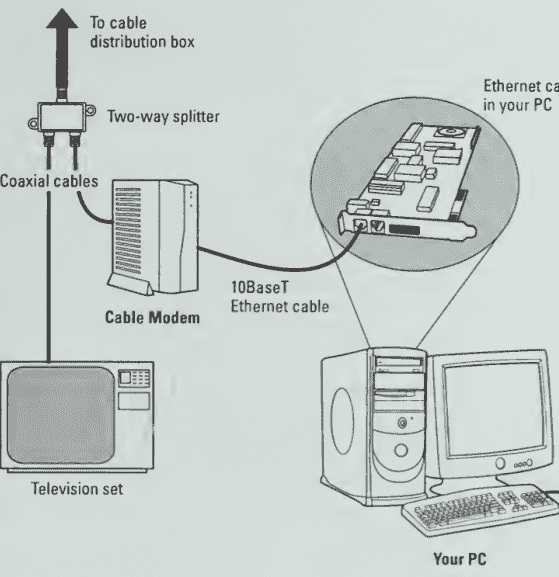 To cable
distribution box
Two-way splitter
Ethernet
in your PC
Coaxial cables
10BaseT
Ethernet cable
Cable Modem
Television set
Your PC